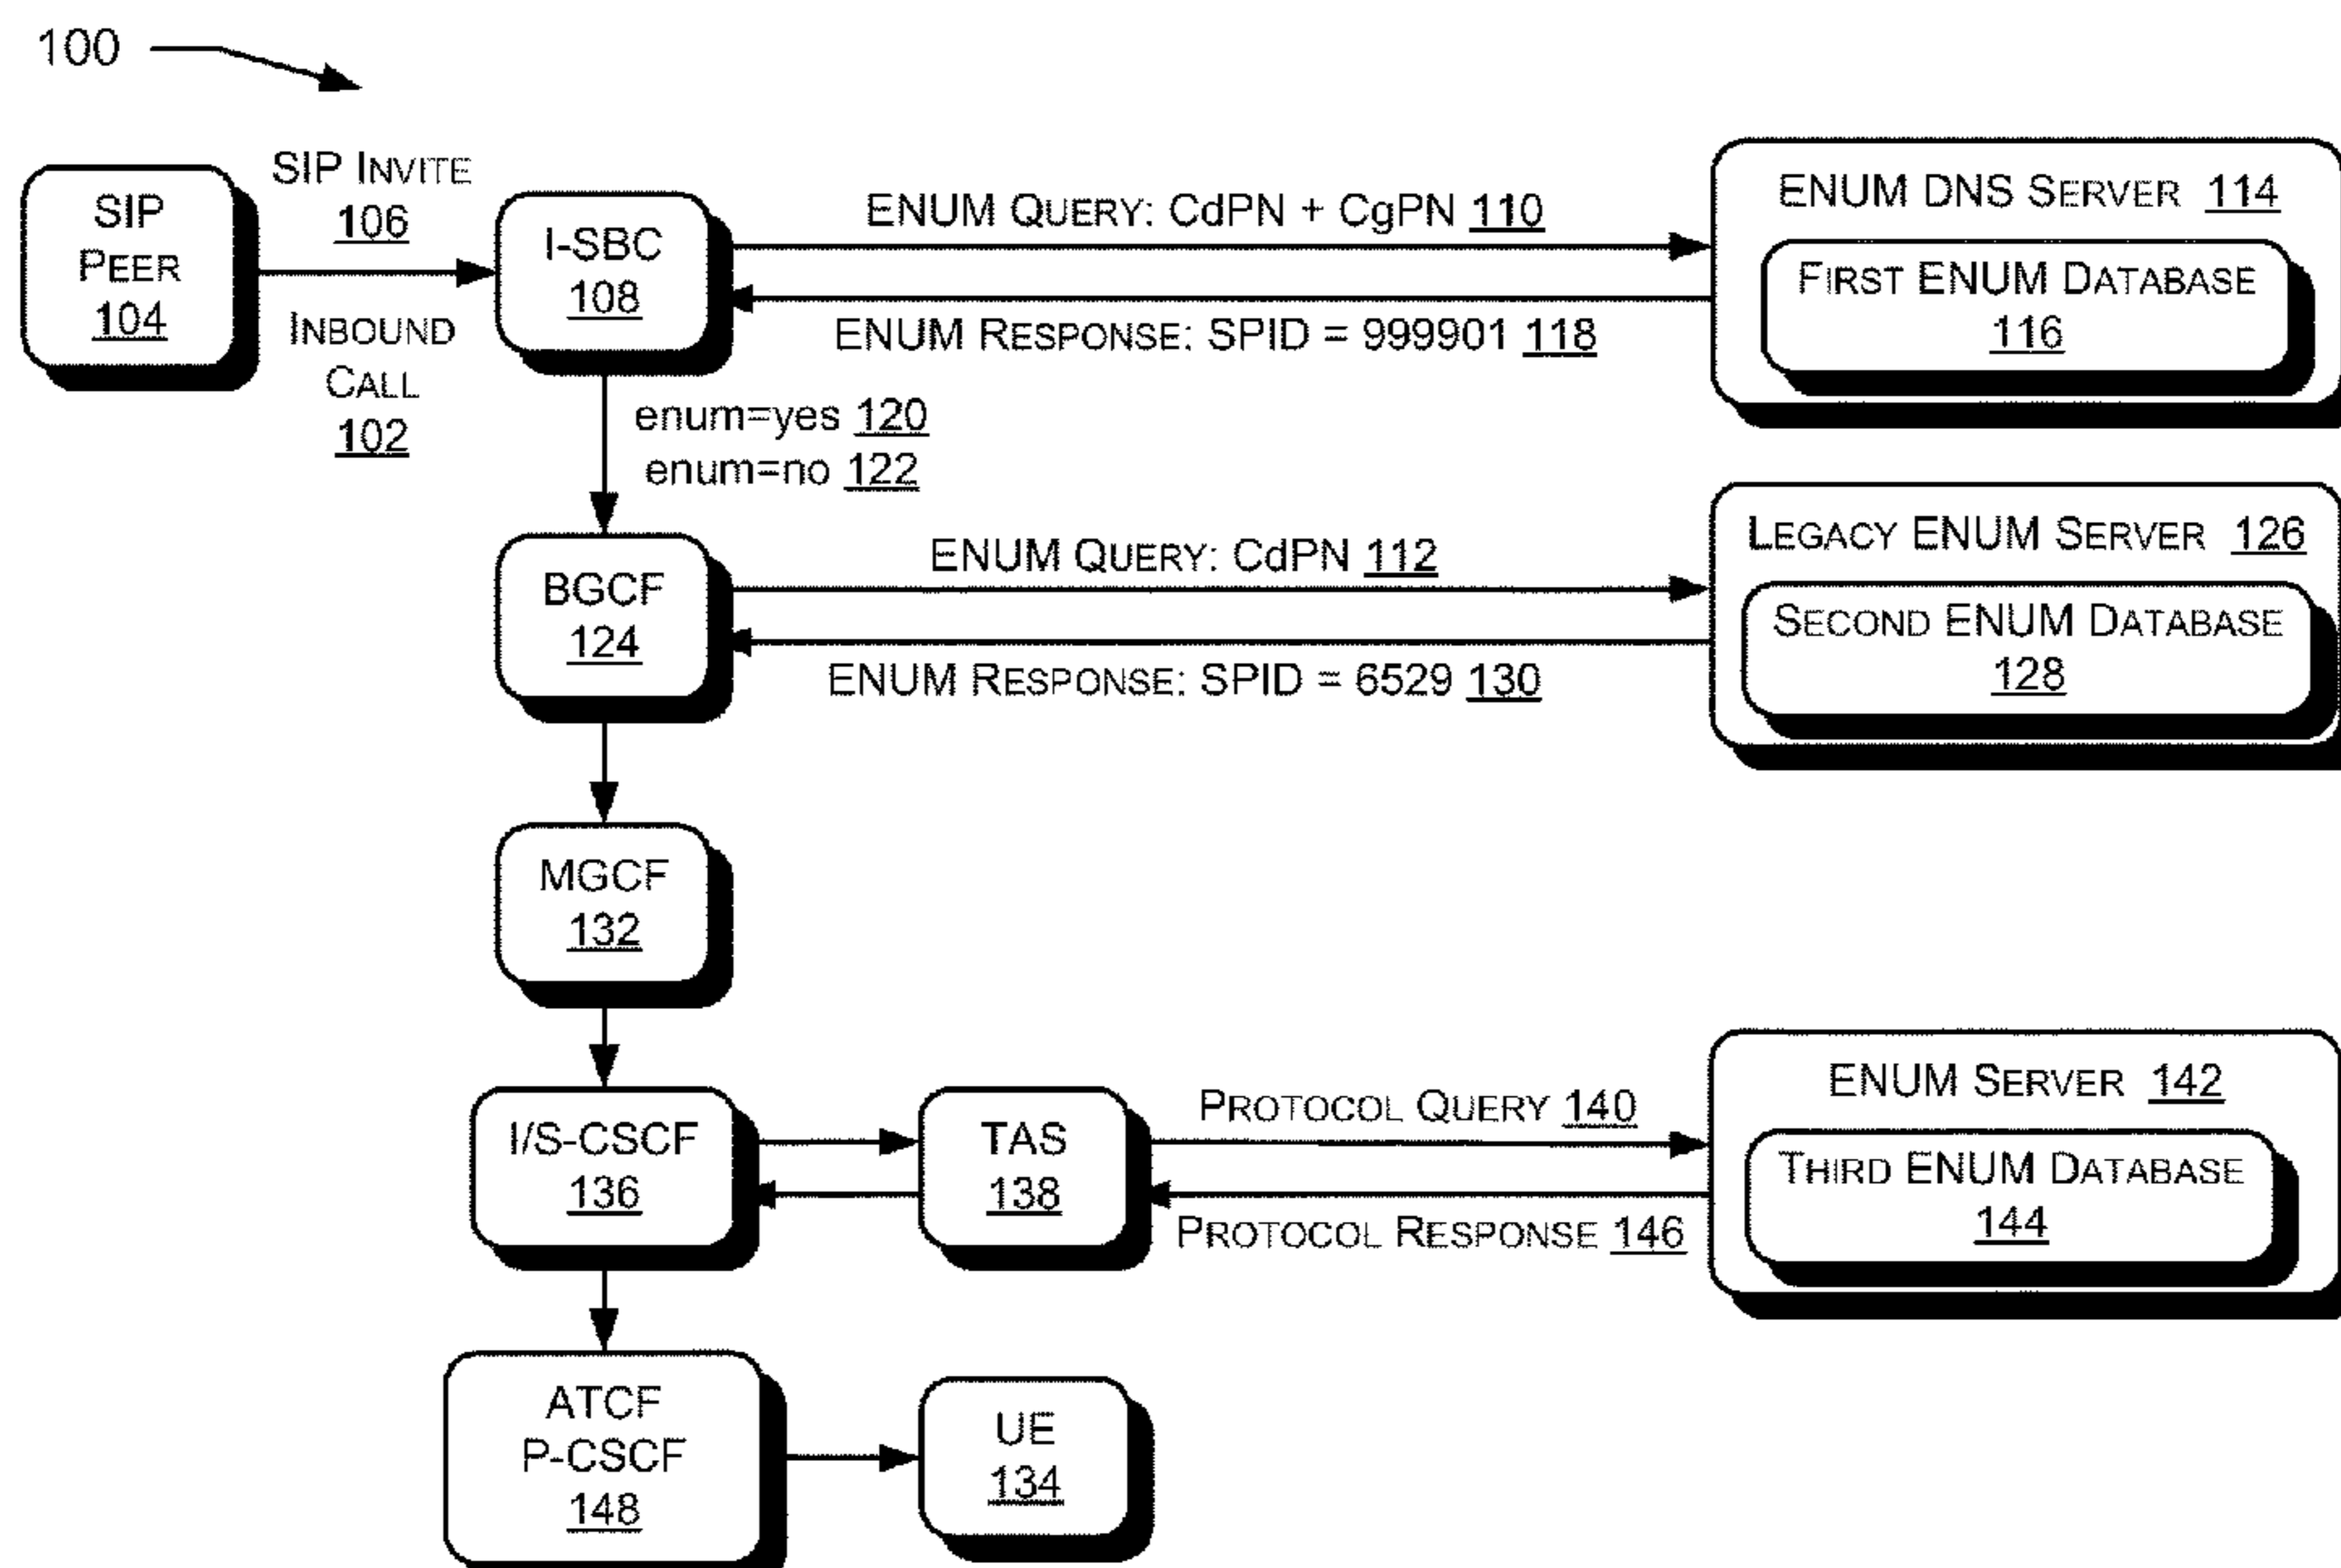 100
SIP
PEER
104
SIP INVITE
106
INBOUND
CALL
102
I-SBC
108
ENUM QUERY: CdPN + CgPN 110
ENUM RESPONSE: SPID = 999901 118
ENUM DNS SERVER 114
FIRST ENUM DATABASE
116
enum=yes 120
enum=no 122
BGCF
124
ENUM QUERY: CdPN 112
ENUM RESPONSE: SPID = 6529 130
LEGACY ENUM SERVER 126
SECOND ENUM DATABASE
128
MGCF
132
I/S-CSCF
136
TAS
138
PROTOCOL QUERY 140
PROTOCOL RESPONSE 146
ENUM SERVER 142
THIRD ENUM DATABASE
144
ATCF
P-CSCF
148
UE
134